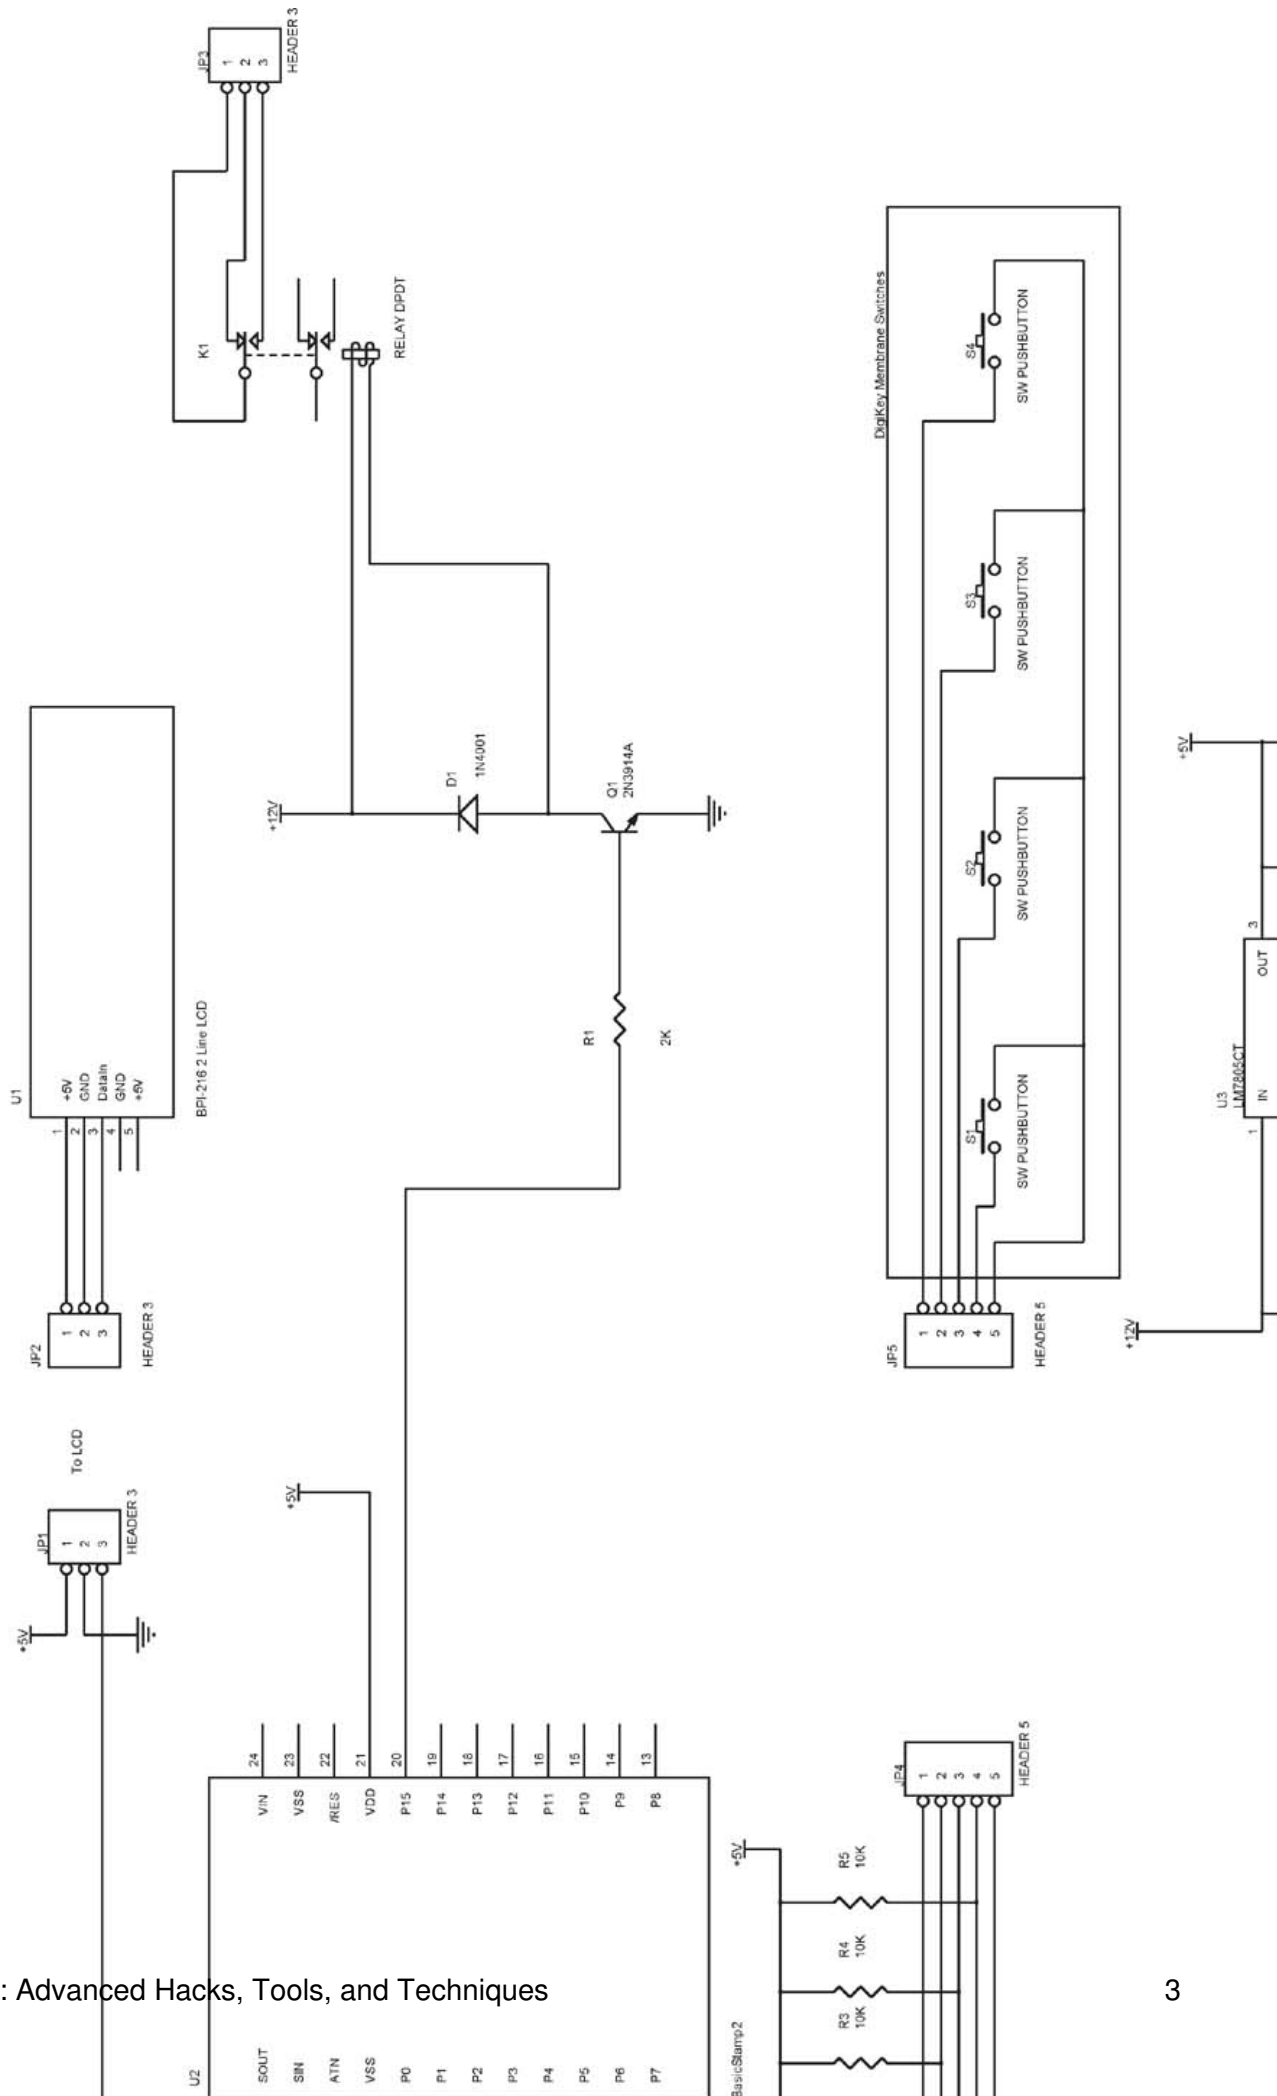 JP3
1
2
3
HEADER 3
K1
RELAY DPDT
U1
1
2
3
4
5
+5V
GND
DataIn
GND
+5V
BPI-216 2 Line LCD
JP2
1
2
3
HEADER 3
To LCD
JP1
1
2
3
HEADER 3
+5V
+12V
D1
1N4001
Q1
2N3914A
R1
2K
+5V
DigiKey Membrane Switches
S4
SW PUSHBUTTON
S3
SW PUSHBUTTON
S2
SW PUSHBUTTON
S1
SW PUSHBUTTON
JP5
1
2
3
4
5
HEADER 5
+5V
U3
LM7805CT
1
IN
OUT
3
+12V
U2
24
23
22
21
20
19
18
17
16
15
14
13
VIN
VSS
/RES
VDD
P15
P14
P13
P12
P11
P10
P9
P8
SOUT
SIN
ATN
VSS
P0
P1
P2
P3
P4
P5
P6
P7
BasicStamp2
+5V
R5
10K
R4
10K
R3
10K
JP4
1
2
3
4
5
HEADER 5
: Advanced Hacks, Tools, and Techniques
3